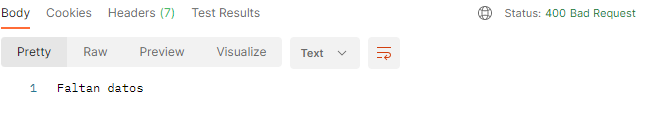 Body Cookies Headers (7) Test Results Status: 400 Bad Request
Pretty Raw Preview Visualize Text
1 Faltan datos